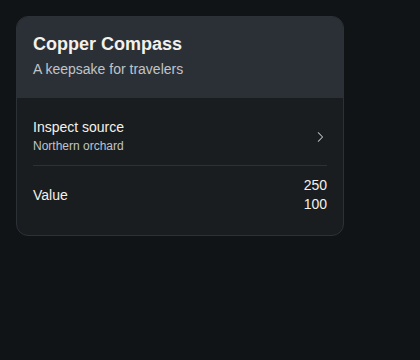 Copper Compass
A keepsake for travelers
Inspect source
Northern orchard
Value
250
100